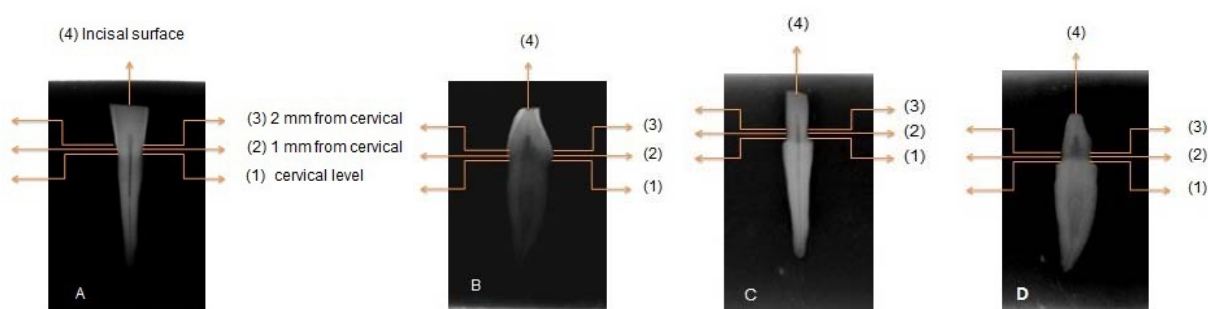 (4) Incisal surface
(3) 2 mm from cervical
(2) 1 mm from cervical
(1) cervical level
A
(4)
(3)
(2)
(1)
B
(4)
(3)
(2)
(1)
C
(4)
(3)
(2)
(1)
D